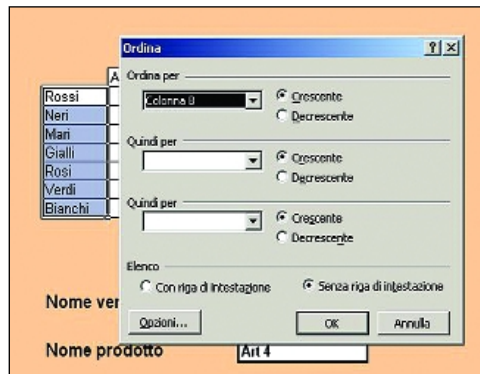 Ordina
A
Ordina per
Rossi
Colonna B
Crescente
Neri
Decrescente
Mari
Quindi per
Gialli
Crescente
Rosi
Decrescente
Verdi
Quindi per
Bianchi
Crescente
Decrescente
Elenco
Con riga di intestazione
Senza riga di intestazione
Nome ver
Opzioni...
OK
Annulla
Nome prodotto
Art 4